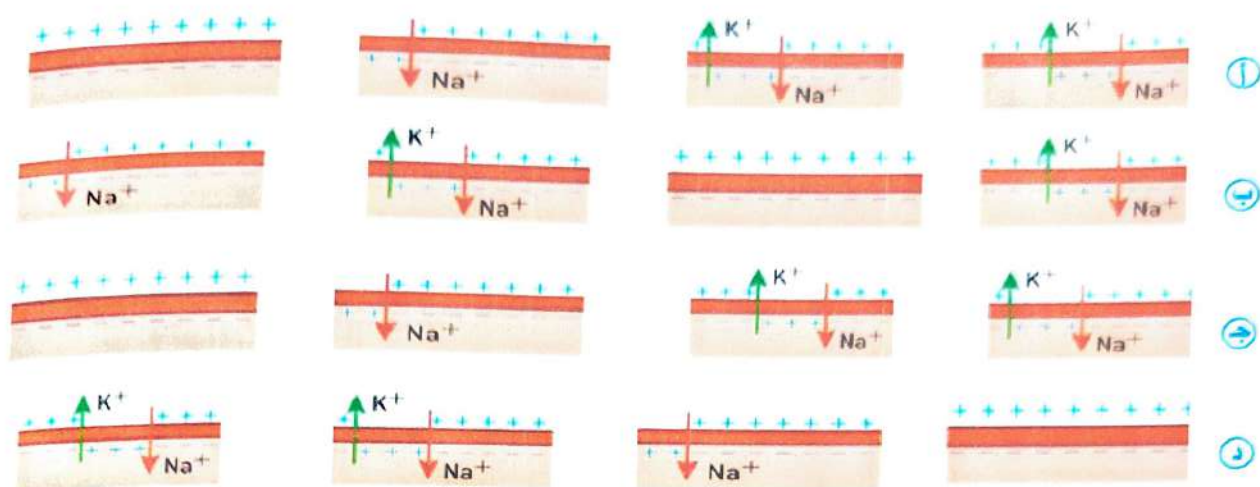 أ K+ Na+ K+ Na+ Na+
ب K+ Na+ K+ Na+ Na+
ج K+ Na+ K+ Na+ Na+
د Na+ K+ Na+ K+ Na+